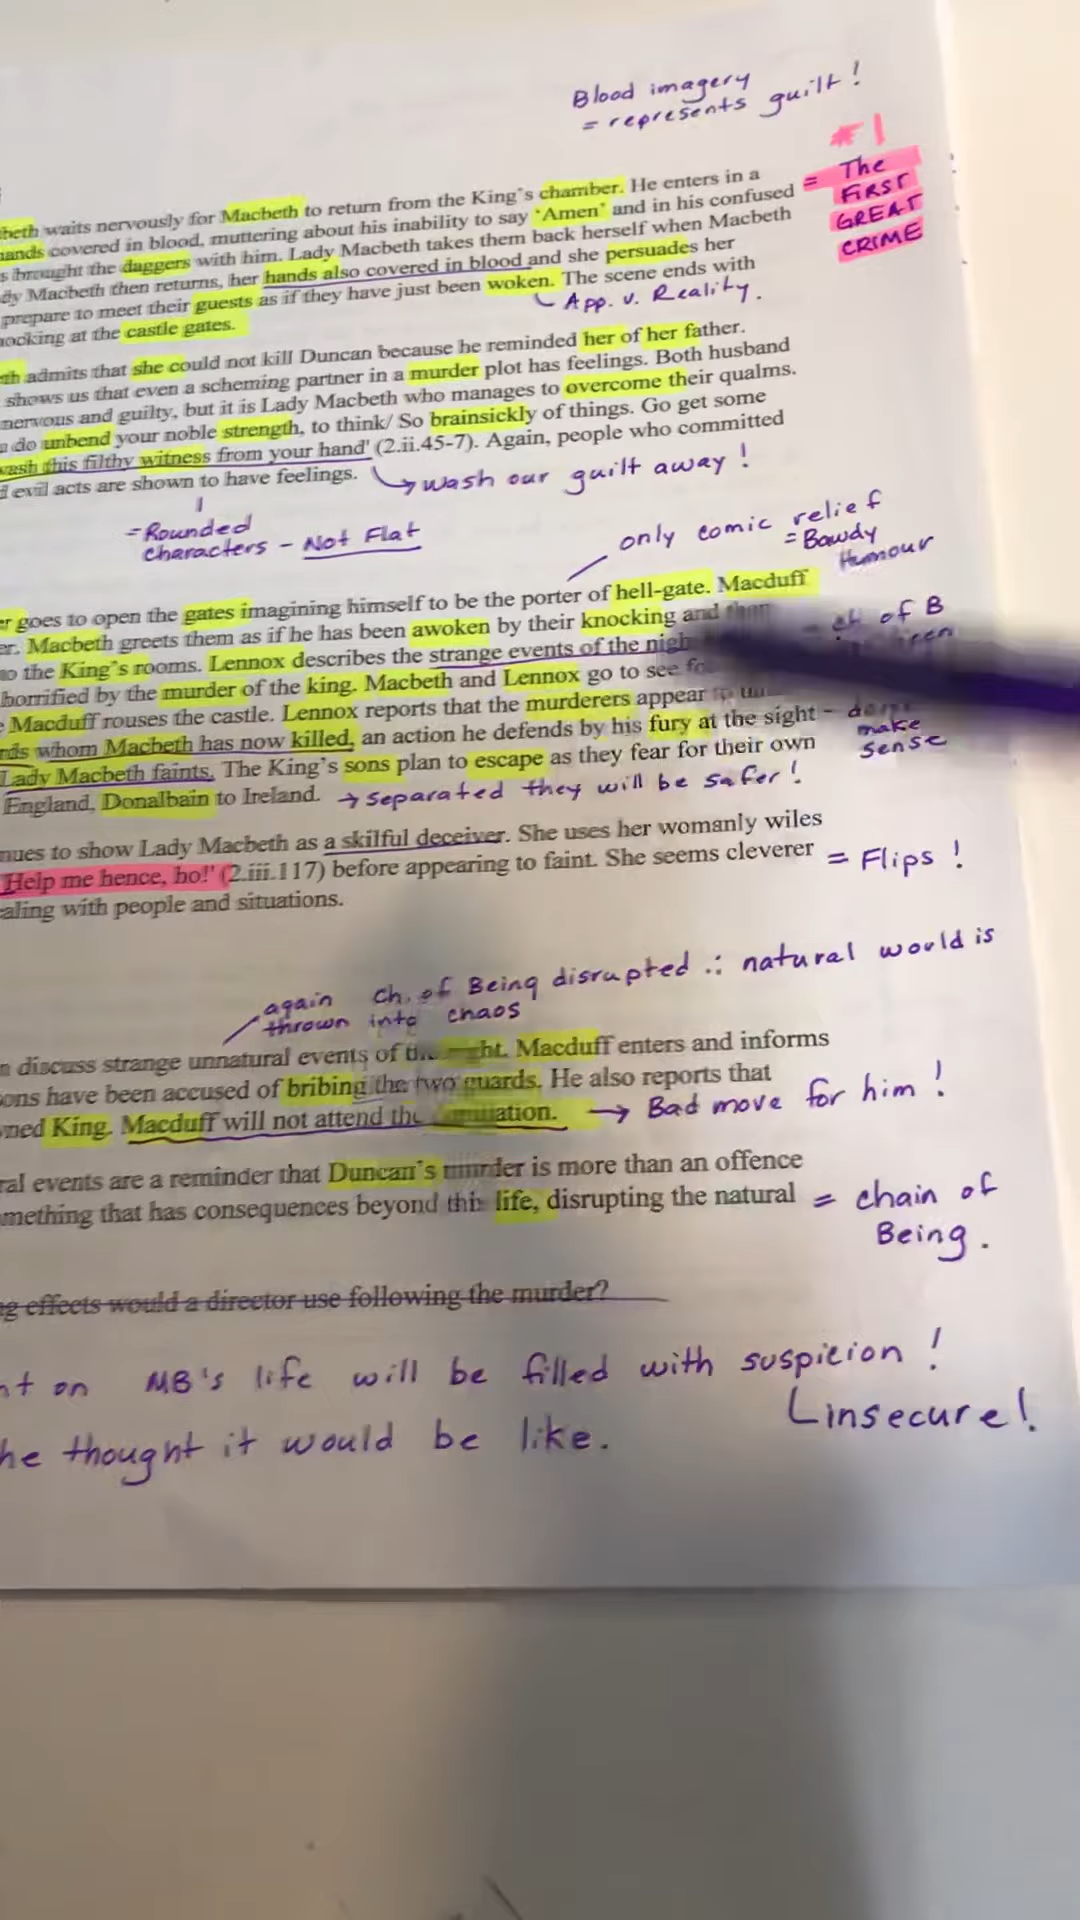 Blood imagery
= represents guilt!
#1
= The
FIRST
GREAT
CRIME
waits nervously for Macbeth to return from the King's chamber. He enters in a
hands covered in blood, muttering about his inability to say 'Amen' and in his confused
brought the daggers with him. Lady Macbeth takes them back herself when Macbeth
Macbeth then returns, her hands also covered in blood and she persuades her
prepare to meet their guests as if they have just been woken. The scene ends with
at the castle gates.
App. v. Reality.
admits that she could not kill Duncan because he reminded her of her father.
shows us that even a scheming partner in a murder plot has feelings. Both husband
nervous and guilty, but it is Lady Macbeth who manages to overcome their qualms.
do unbend your noble strength, to think/ So brainsickly of things. Go get some
wash this filthy witness from your hand' (2.ii.45-7). Again, people who committed
evil acts are shown to have feelings.
→ wash our guilt away!
= Rounded
characters - Not Flat
only comic relief
= Bawdy
Humour
goes to open the gates imagining himself to be the porter of hell-gate. Macduff
Macbeth greets them as if he has been awoken by their knocking and
to the King's rooms. Lennox describes the strange events of the
of B
horrified by the murder of the king. Macbeth and Lennox go to see
Macduff rouses the castle. Lennox reports that the murderers appear
whom Macbeth has now killed, an action he defends by his fury at the sight -
make
sense
Lady Macbeth faints. The King's sons plan to escape as they fear for their own
England, Donalbain to Ireland.
→ separated they will be safer!
to show Lady Macbeth as a skilful deceiver. She uses her womanly wiles
Help me hence, ho!' (2.iii.117) before appearing to faint. She seems cleverer
= Flips!
with people and situations.
again Ch. of Being disrupted ∴ natural world is
thrown into chaos
discuss strange unnatural events of Macduff enters and informs
have been accused of bribing the two guards. He also reports that
King. Macduff will not attend
→ Bad move for him!
events are a reminder that Duncan's murder is more than an offence
something that has consequences beyond this life, disrupting the natural
= chain of
Being.
effects would a director use following the murder?
on MB's life will be filled with suspicion!
insecure!
he thought it would be like.